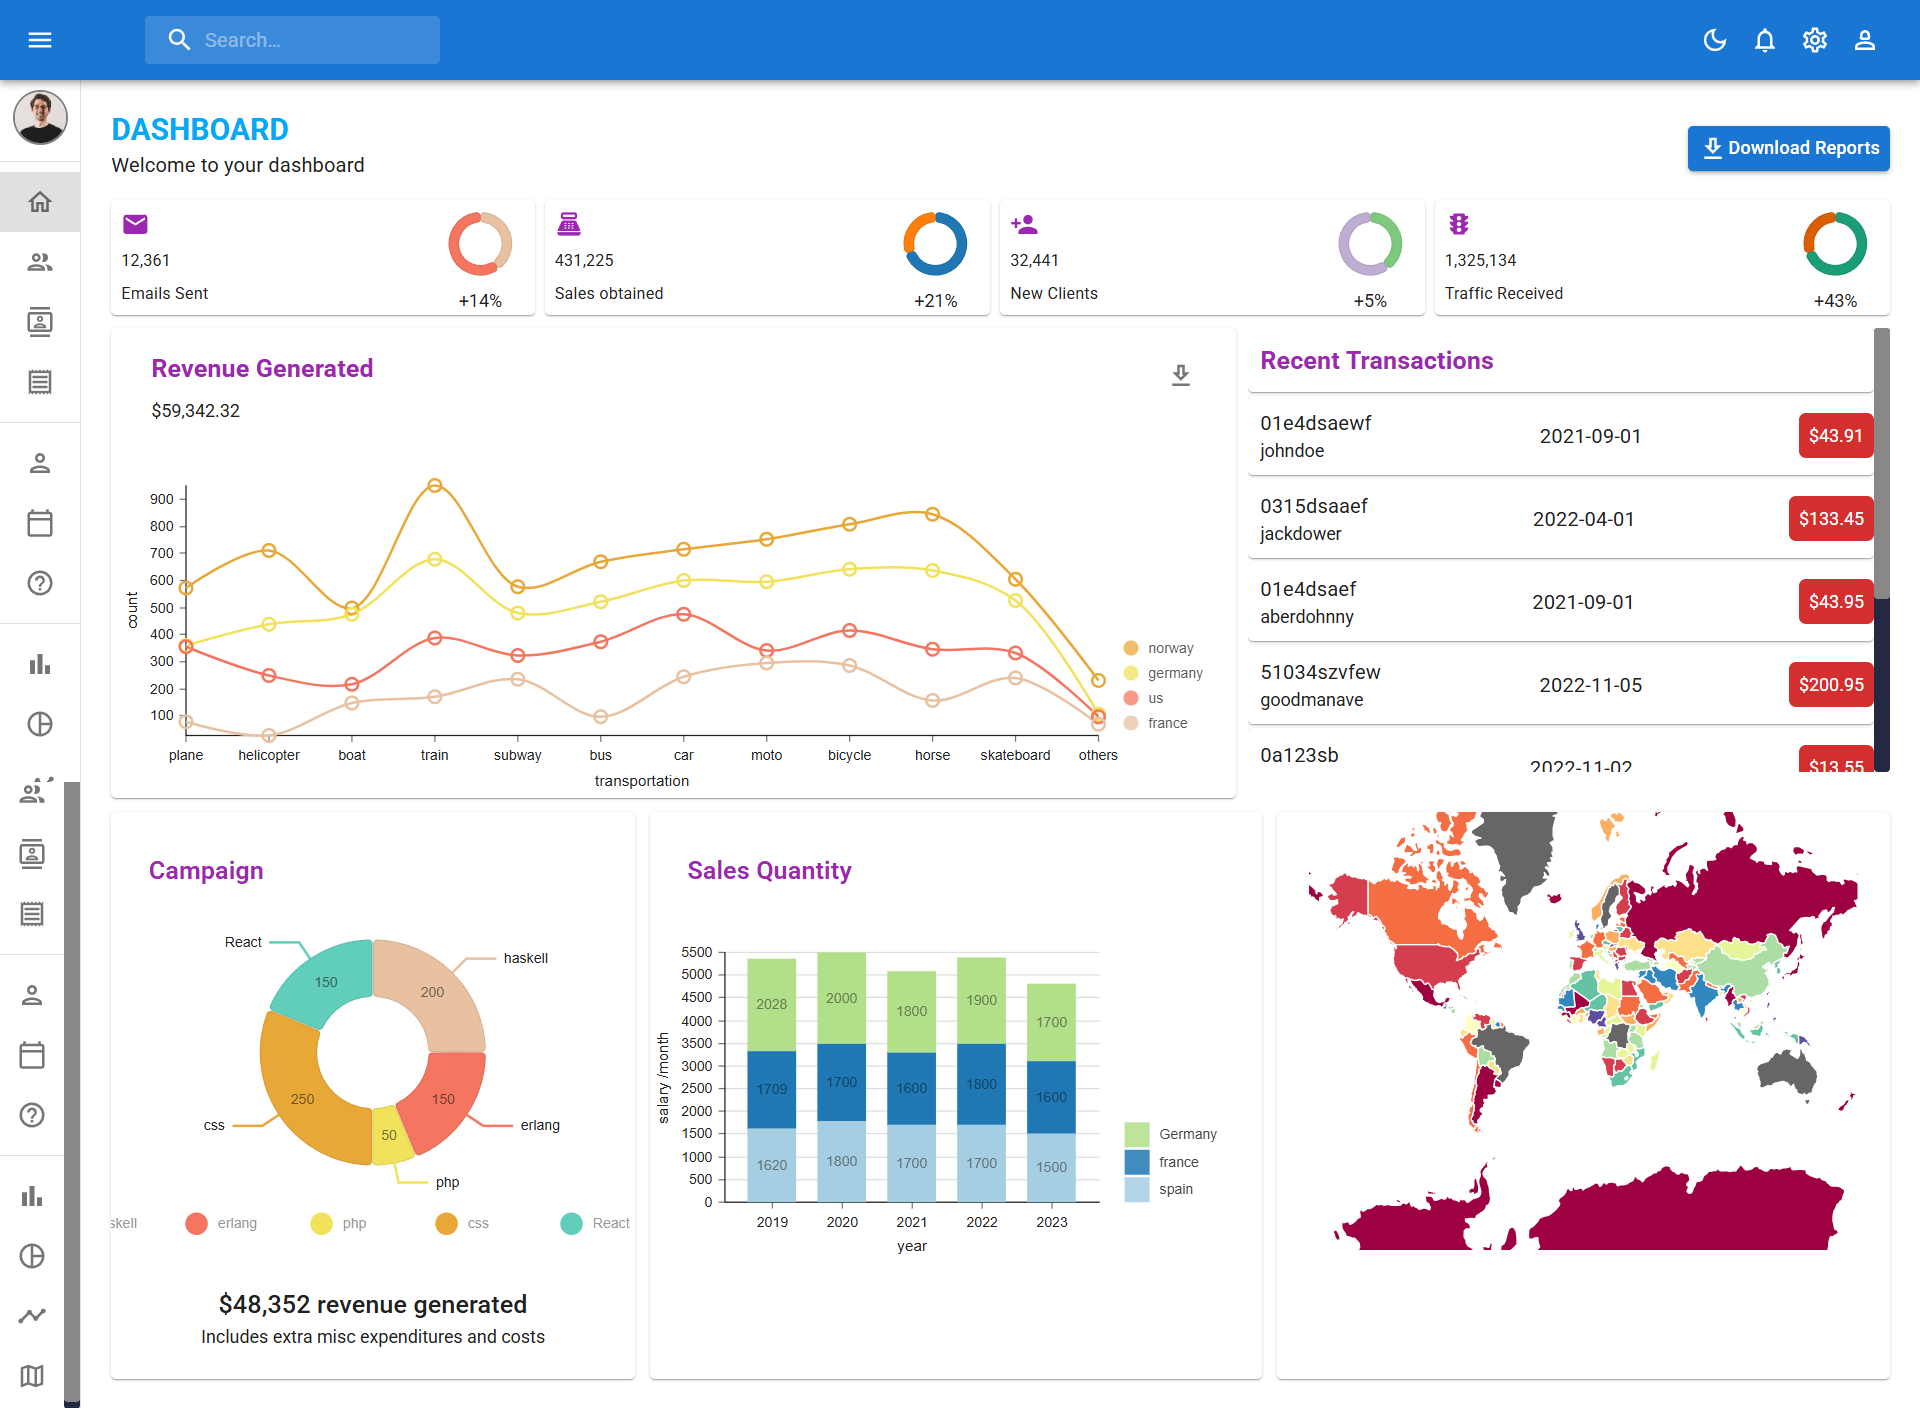 Search...
DASHBOARD
Welcome to your dashboard
Download Reports
12,361
Emails Sent
+14%
431,225
Sales obtained
+21%
32,441
New Clients
+5%
1,325,134
Traffic Received
+43%
Revenue Generated
$59,342.32
900
800
700
600
500
400
300
200
100
count
plane helicopter boat train subway bus car moto bicycle horse skateboard others
transportation
norway
germany
us
france
Recent Transactions
01e4dsaewf
johndoe
2021-09-01
$43.91
0315dsaaef
jackdower
2022-04-01
$133.45
01e4dsaef
aberdohnny
2021-09-01
$43.95
51034szvfew
goodmanave
2022-11-05
$200.95
0a123sb
2022-11-02
$13.55
Campaign
React
haskell
150
200
250
150
50
css
erlang
php
skell erlang php css React
$48,352 revenue generated
Includes extra misc expenditures and costs
Sales Quantity
5500
5000
4500
4000
3500
3000
2500
2000
1500
1000
500
0
salary /month
2028 2000 1800 1900 1700
1709 1700 1600 1800 1600
1620 1800 1700 1700 1500
2019 2020 2021 2022 2023
year
Germany
france
spain